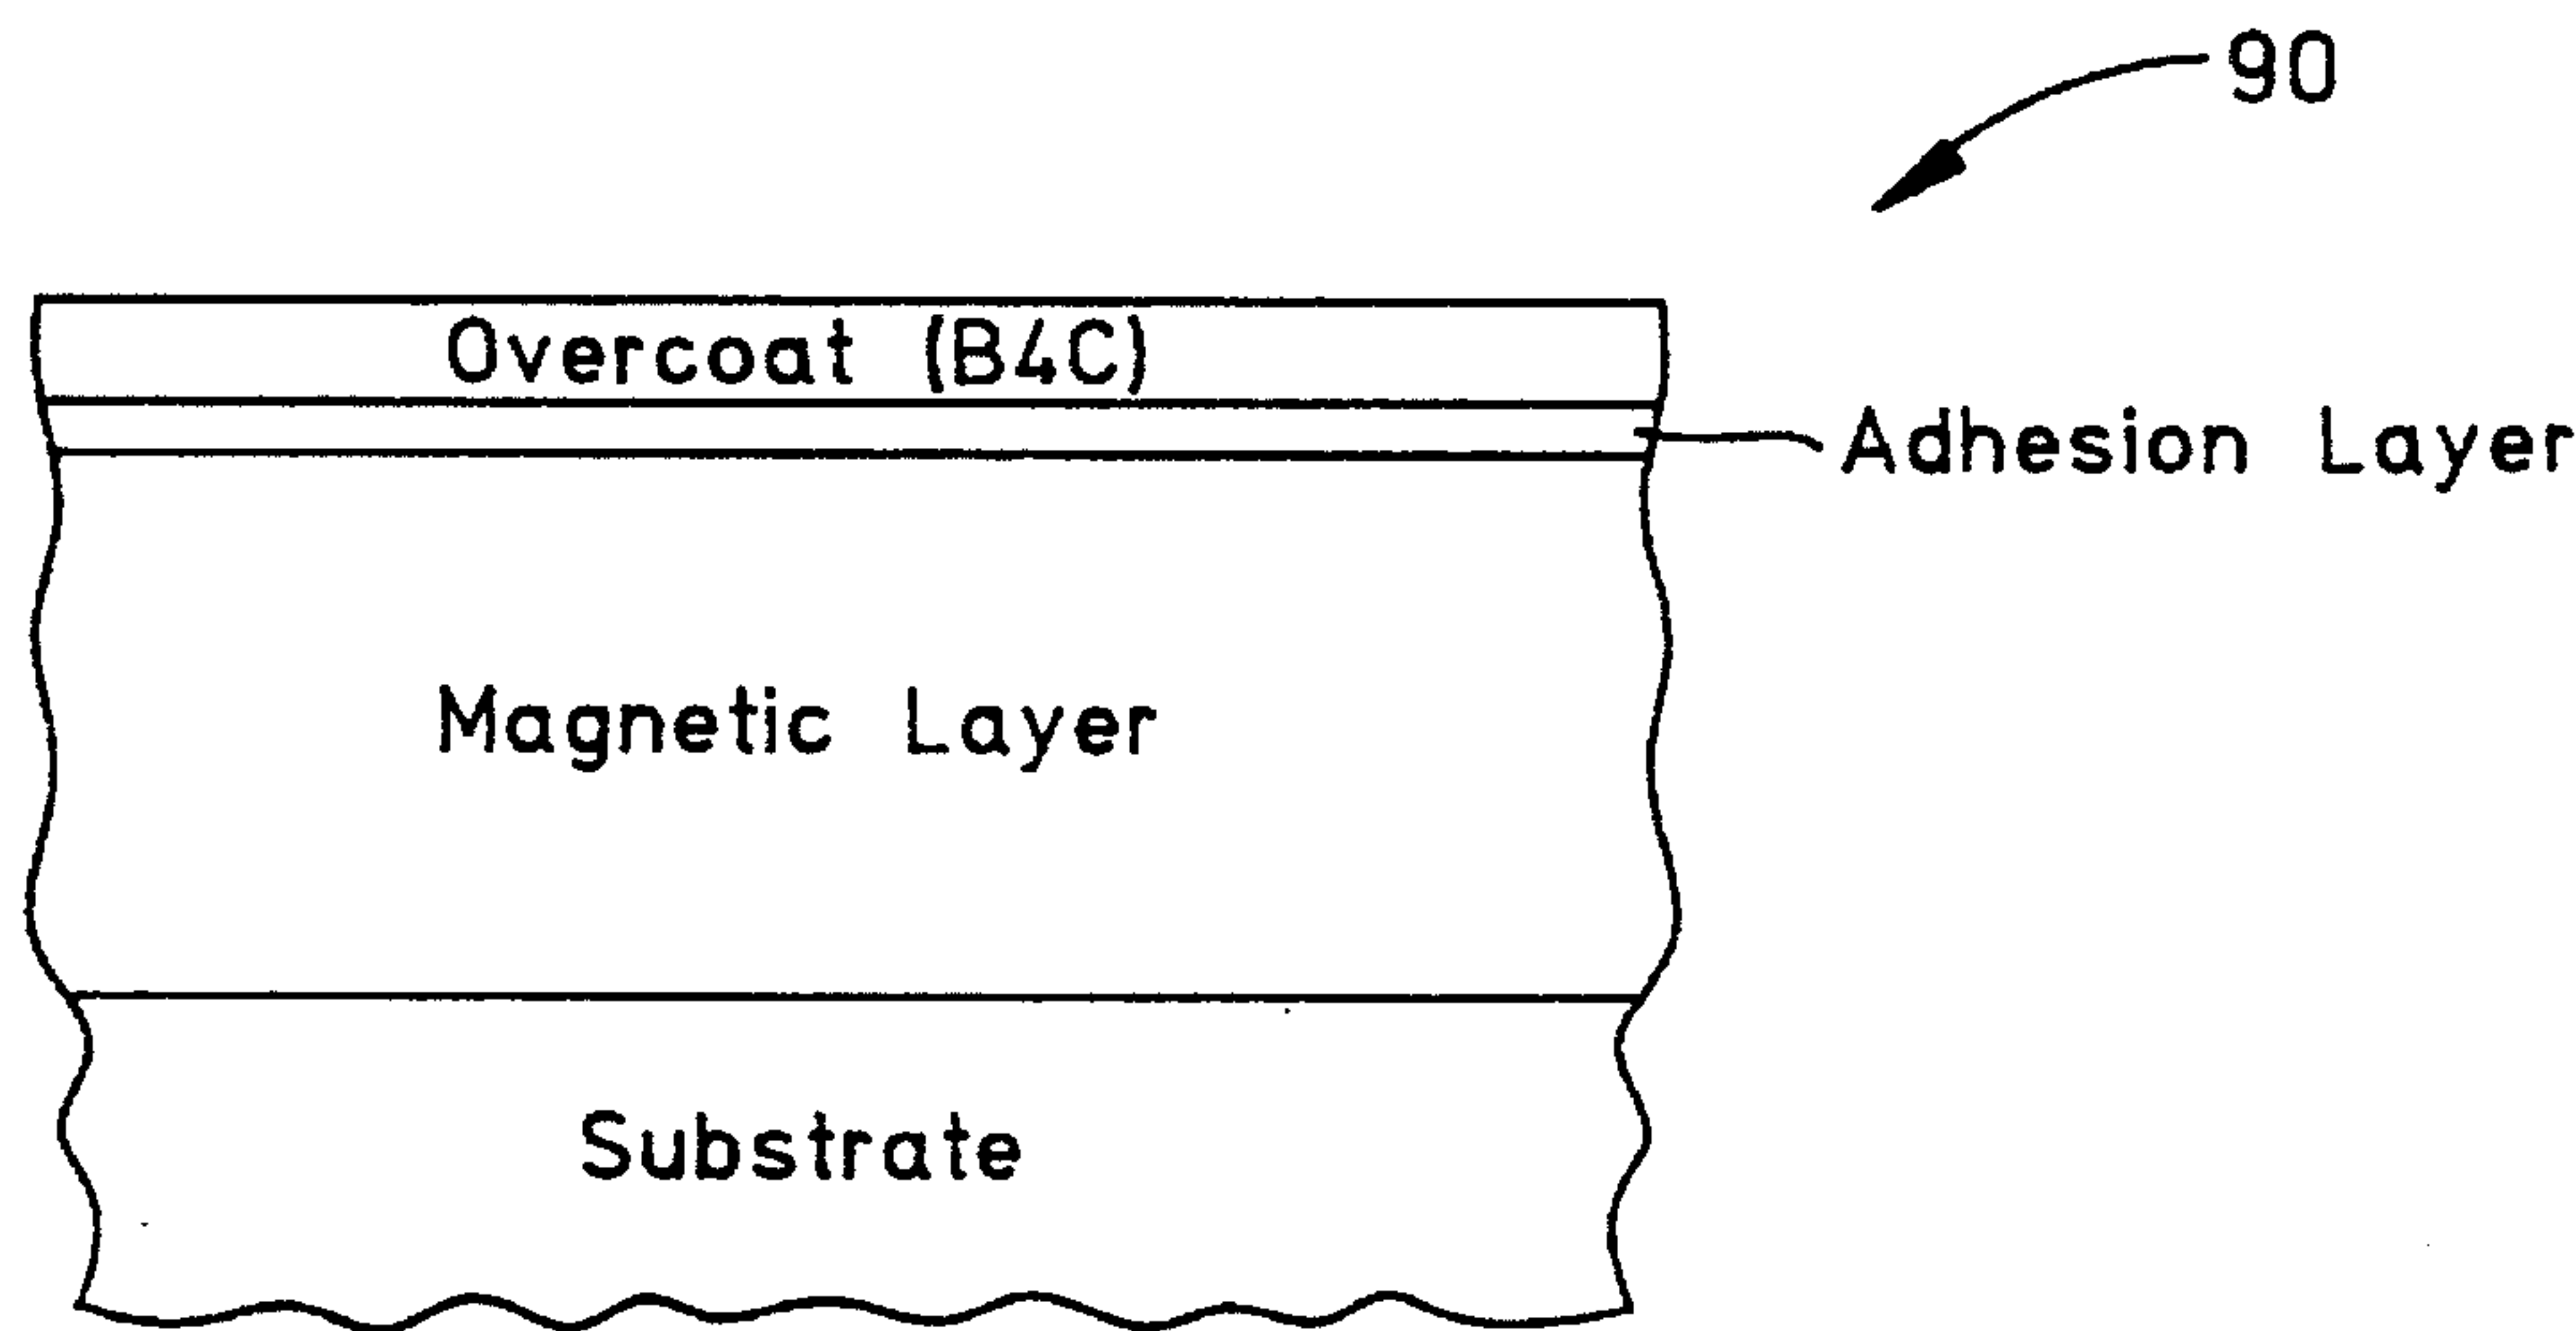 90
Overcoat (B4C)
Adhesion Layer
Magnetic Layer
Substrate